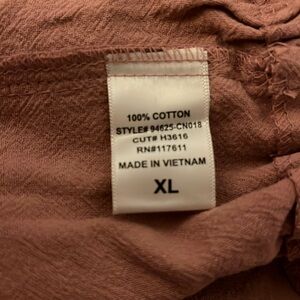 100% COTTON
STYLE# 94625-CN018
CUT# H3616
RN#117611
MADE IN VIETNAM
XL